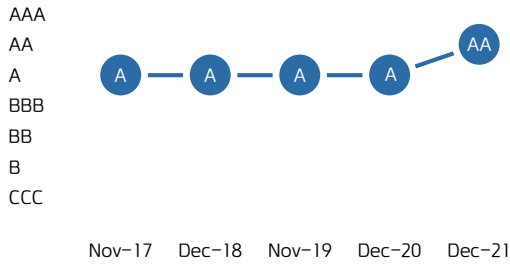 AAA
AA
A
BBB
BB
B
CCC
A A A A AA
Nov–17 Dec–18 Nov–19 Dec–20 Dec–21